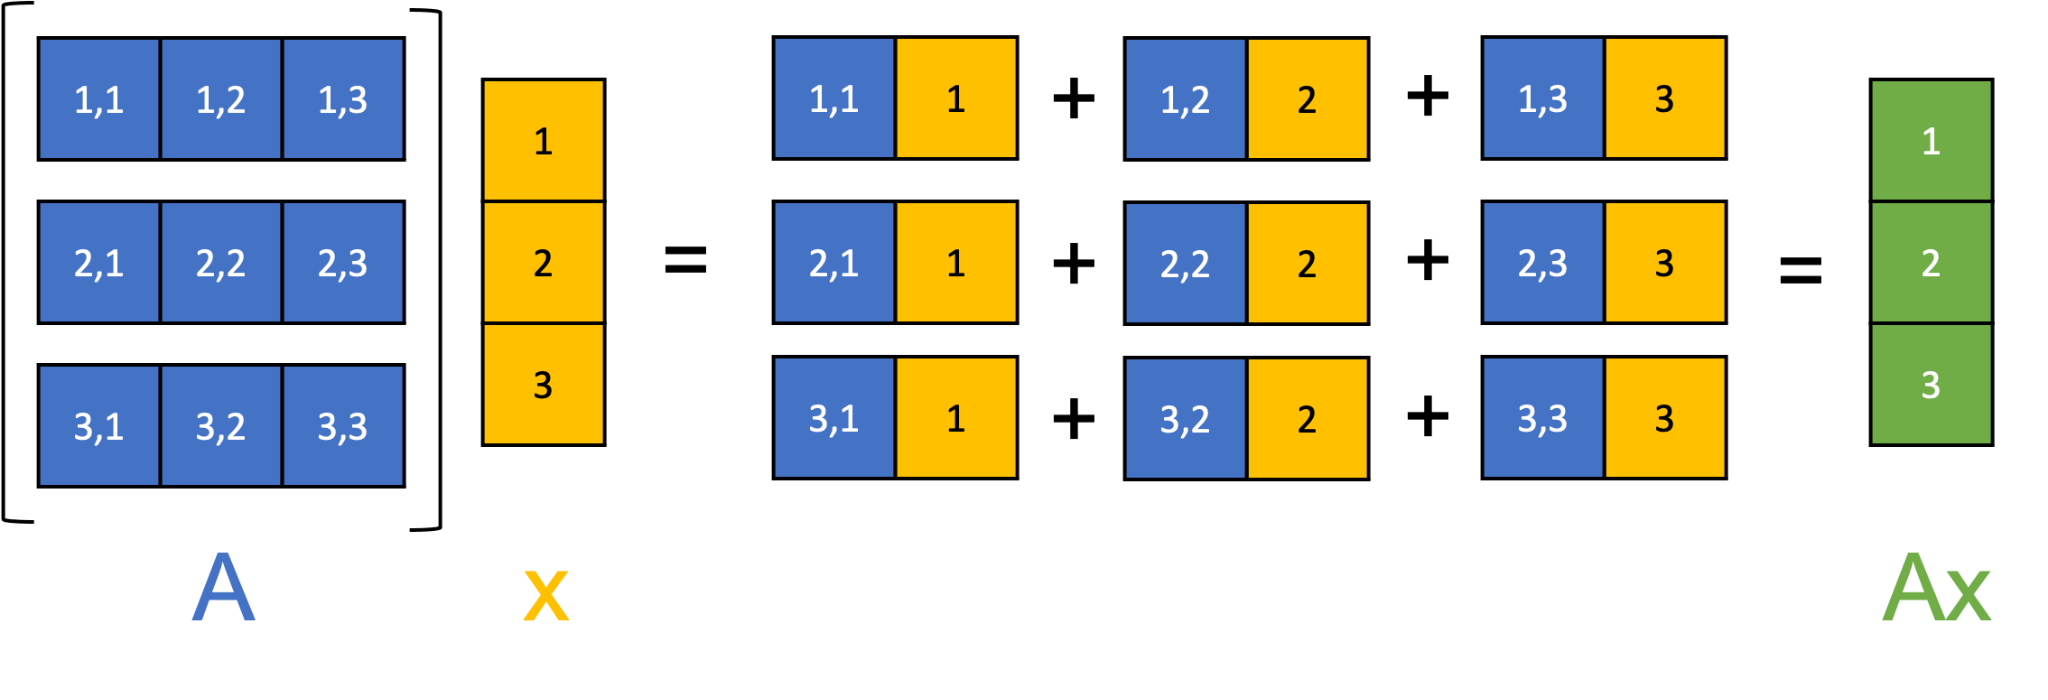 1,1 1,2 1,3 1 1,1 1 + 1,2 2 + 1,3 3 1
2,1 2,2 2,3 2 = 2,1 1 + 2,2 2 + 2,3 3 = 2
3,1 3,2 3,3 3 3,1 1 + 3,2 2 + 3,3 3 3
A x Ax